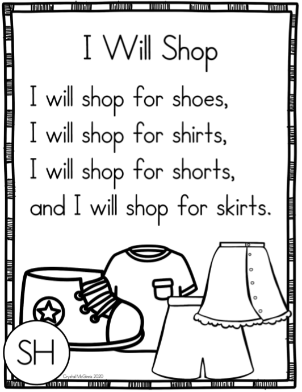 I Will Shop
I will shop for shoes,
I will shop for shirts,
I will shop for shorts,
and I will shop for skirts.
SH